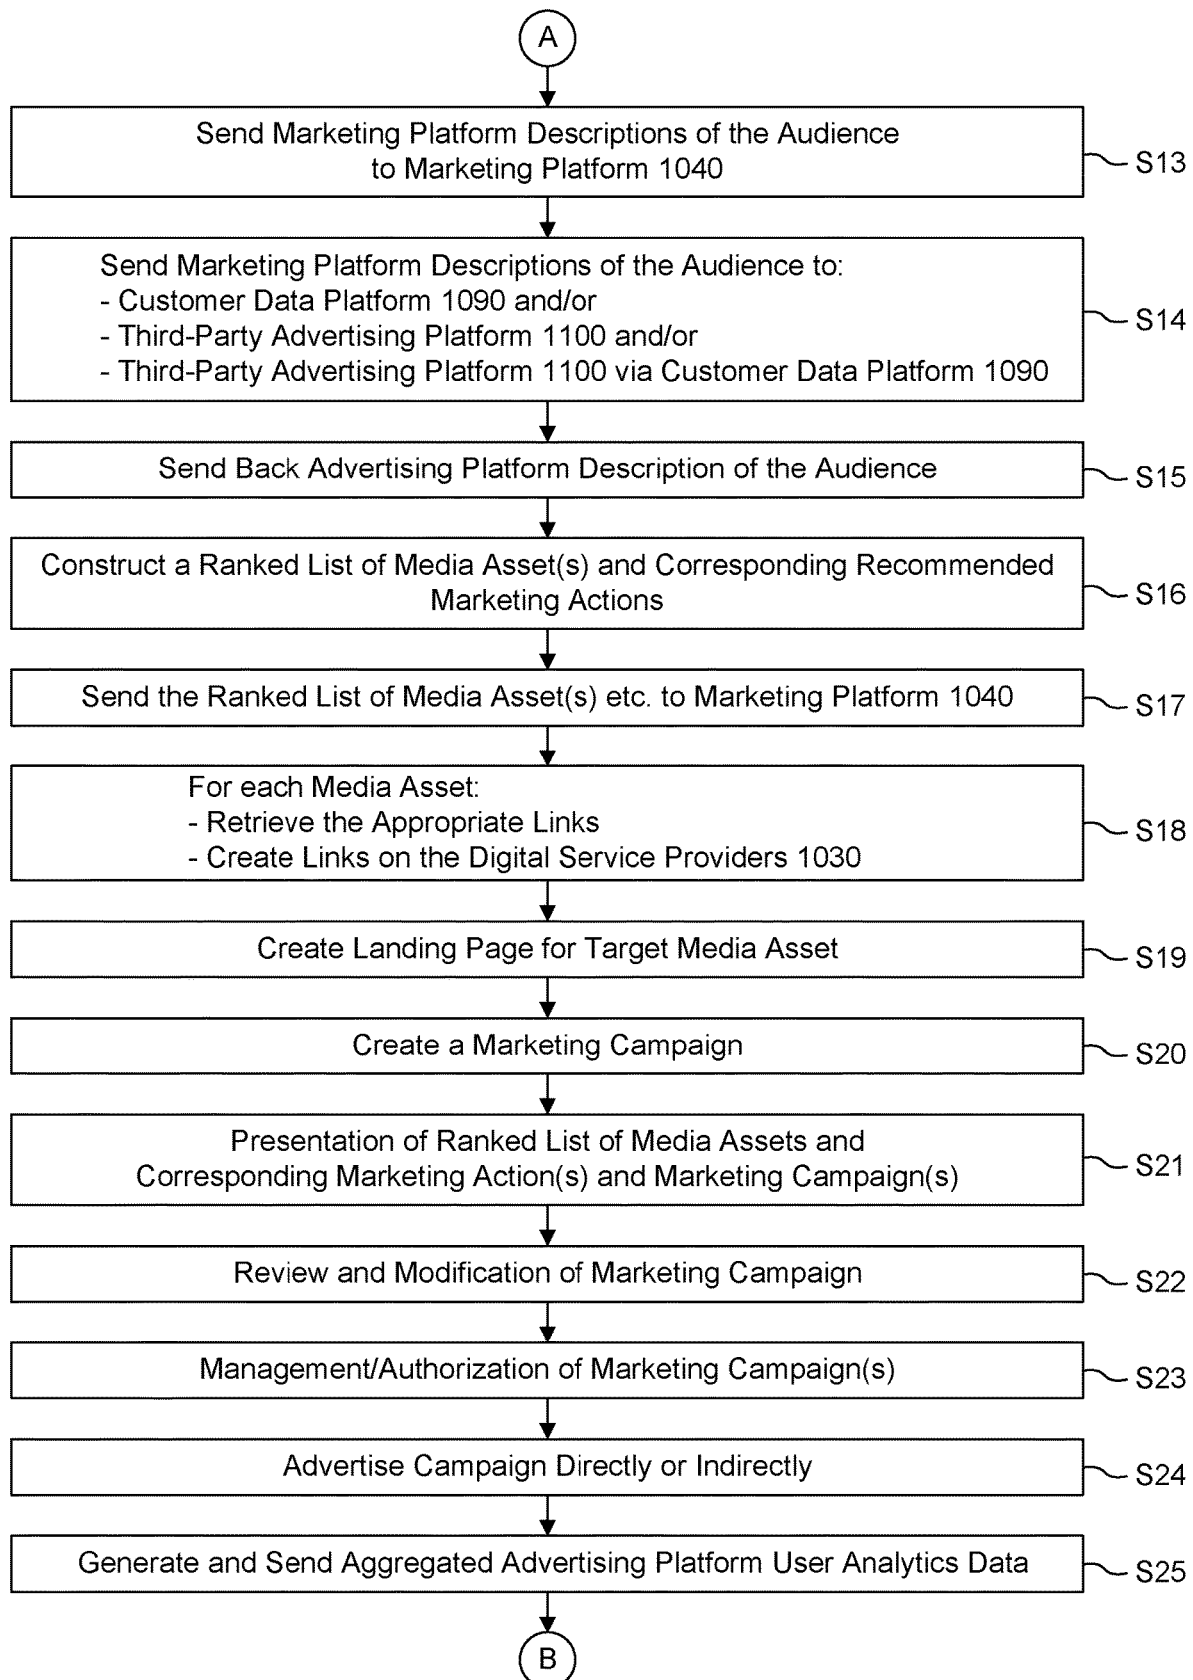 A
Send Marketing Platform Descriptions of the Audience
to Marketing Platform 1040
S13
Send Marketing Platform Descriptions of the Audience to:
- Customer Data Platform 1090 and/or
- Third-Party Advertising Platform 1100 and/or
- Third-Party Advertising Platform 1100 via Customer Data Platform 1090
S14
Send Back Advertising Platform Description of the Audience
S15
Construct a Ranked List of Media Asset(s) and Corresponding Recommended
Marketing Actions
S16
Send the Ranked List of Media Asset(s) etc. to Marketing Platform 1040
S17
For each Media Asset:
- Retrieve the Appropriate Links
- Create Links on the Digital Service Providers 1030
S18
Create Landing Page for Target Media Asset
S19
Create a Marketing Campaign
S20
Presentation of Ranked List of Media Assets and
Corresponding Marketing Action(s) and Marketing Campaign(s)
S21
Review and Modification of Marketing Campaign
S22
Management/Authorization of Marketing Campaign(s)
S23
Advertise Campaign Directly or Indirectly
S24
Generate and Send Aggregated Advertising Platform User Analytics Data
S25
B